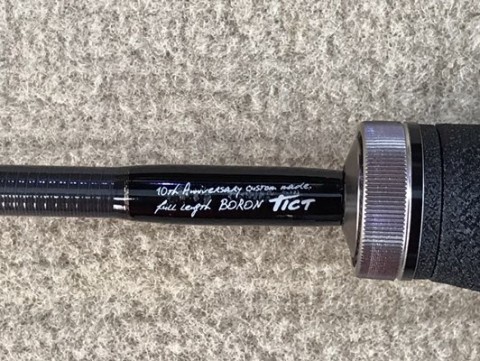 10th Anniversary custom made
full Length BORON TICT